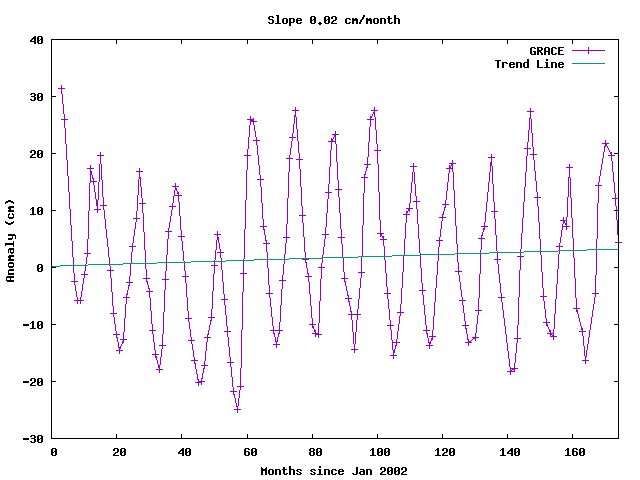 Slope 0.02 cm/month
GRACE
Trend Line
40
30
20
10
0
-10
-20
-30
Anomaly (cm)
0 20 40 60 80 100 120 140 160
Months since Jan 2002